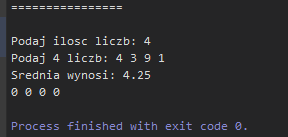 ================
Podaj ilosc liczb: 4
Podaj 4 liczb: 4 3 9 1
Srednia wynosi: 4.25
0 0 0 0
Process finished with exit code 0.